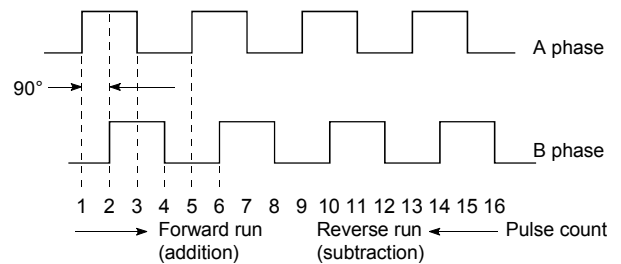 A phase
90°
B phase
1 2 3 4 5 6 7 8 9 10 11 12 13 14 15 16
Forward run Reverse run Pulse count
(addition) (subtraction)